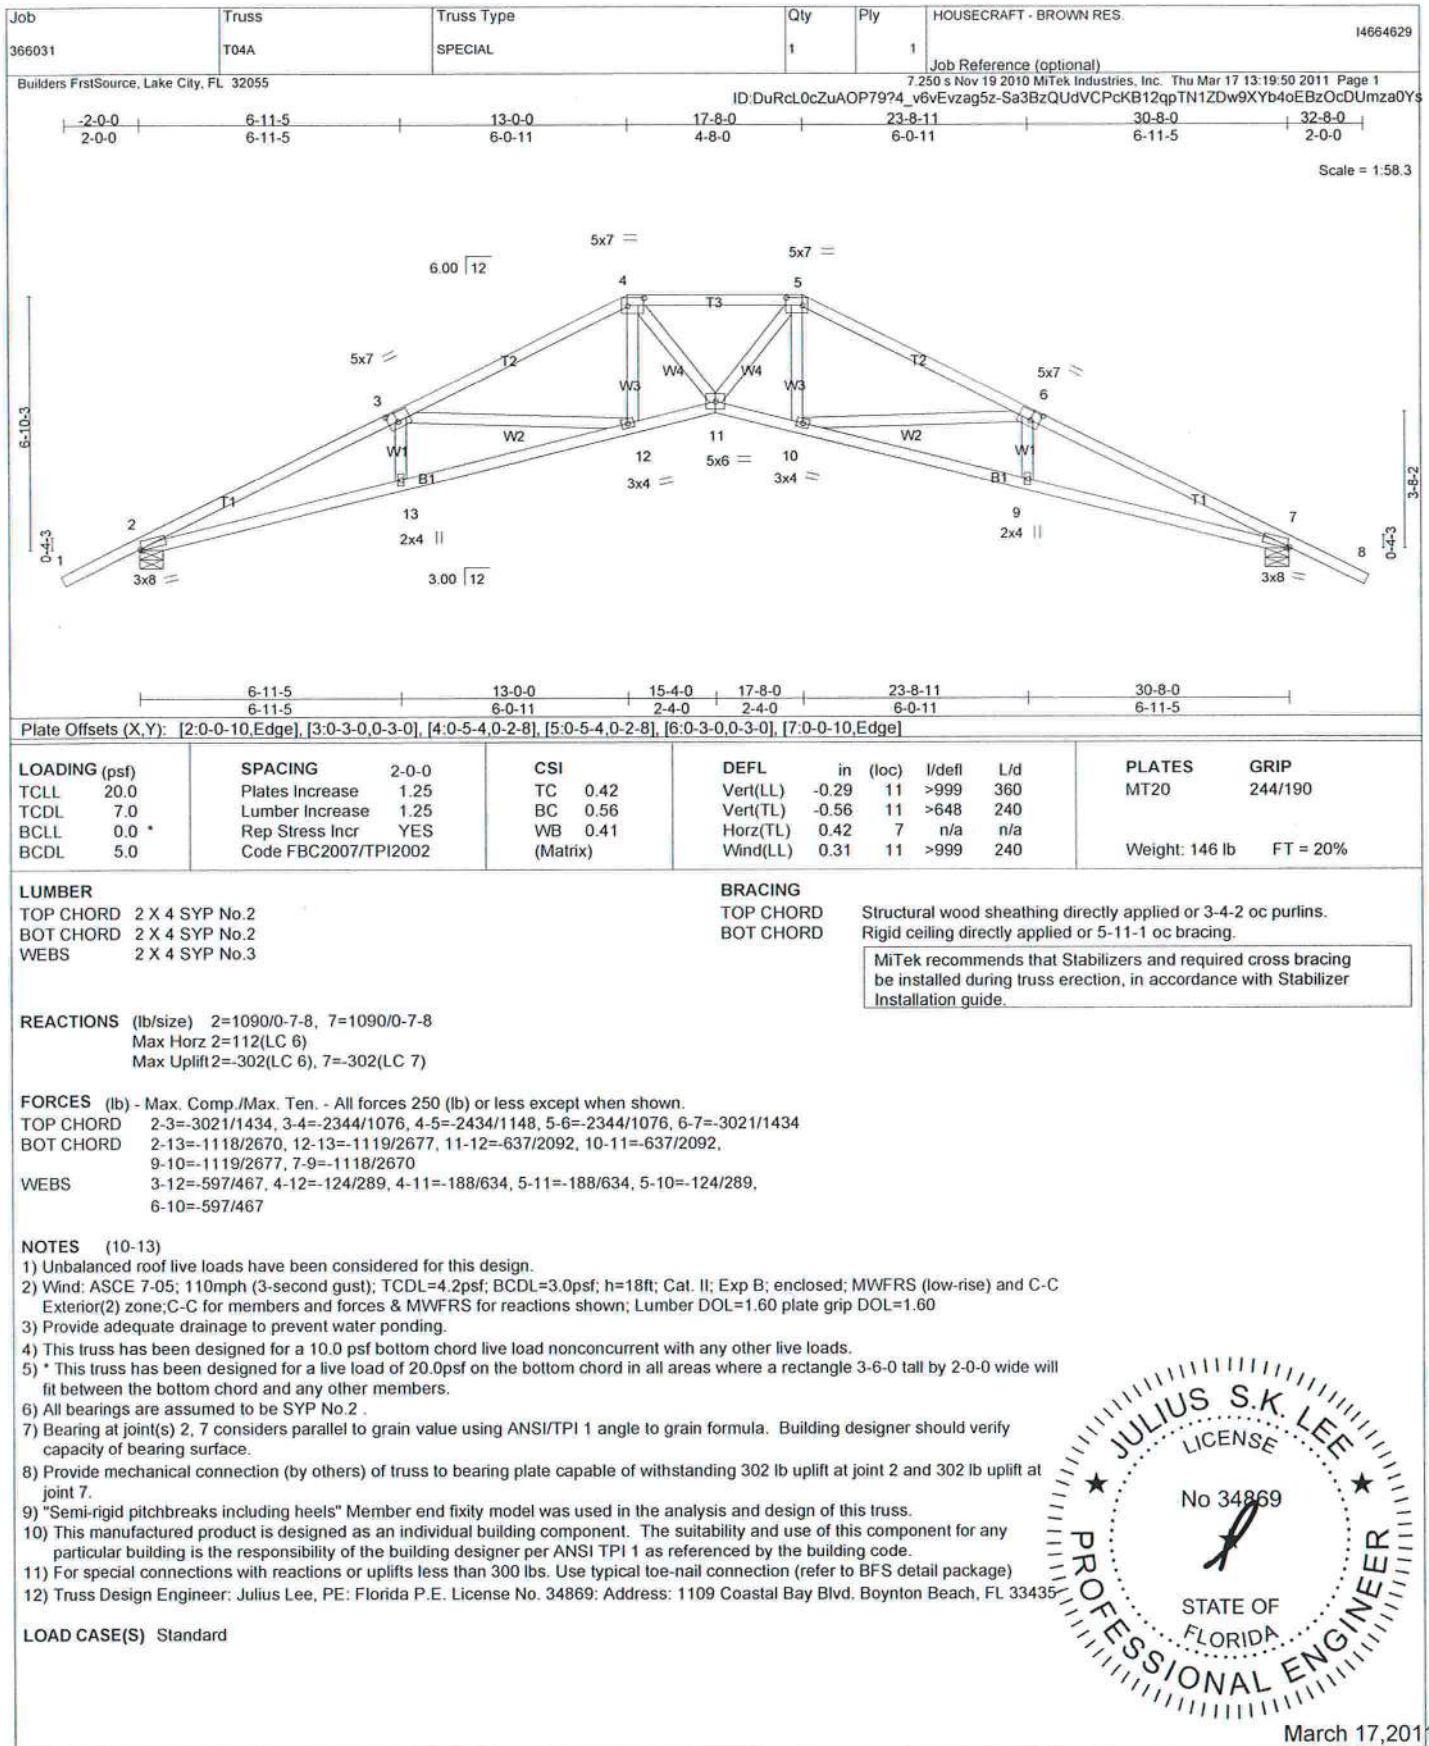 Job Truss Truss Type Qty Ply HOUSECRAFT - BROWN RES.
I4664629
366031 T04A SPECIAL 1 1
Job Reference (optional)
Builders FrstSource, Lake City, FL 32055 7.250 s Nov 19 2010 MiTek Industries, Inc. Thu Mar 17 13:19:50 2011 Page 1
ID:DuRcL0cZuAOP79?4_v6vEvzag5z-Sa3BzQUdVCPcKB12qpTN1ZDw9XYb4oEBzOcDUmza0Ys
-2-0-0 6-11-5 13-0-0 17-8-0 23-8-11 30-8-0 32-8-0
2-0-0 6-11-5 6-0-11 4-8-0 6-0-11 6-11-5 2-0-0
Scale = 1:58.3
5x7 =
5x7 =
6.00 12
4 5
T3
5x7
T2 T2
W4 W4
W3 W3
5x7
3 6
6-10-3
W2 W2
W1 W1
12 11 10
3x4 = 5x6 = 3x4 =
B1 B1
T1 T1
13 9
2x4 || 2x4 ||
3-8-2
2 7
0-4-3 0-4-3
1 8
3x8 = 3.00 12 3x8 =
6-11-5 13-0-0 15-4-0 17-8-0 23-8-11 30-8-0
6-11-5 6-0-11 2-4-0 2-4-0 6-0-11 6-11-5
Plate Offsets (X,Y): [2:0-0-10,Edge], [3:0-3-0,0-3-0], [4:0-5-4,0-2-8], [5:0-5-4,0-2-8], [6:0-3-0,0-3-0], [7:0-0-10,Edge]
LOADING (psf) SPACING 2-0-0 CSI DEFL in (loc) l/defl L/d PLATES GRIP
TCLL 20.0 Plates Increase 1.25 TC 0.42 Vert(LL) -0.29 11 >999 360 MT20 244/190
TCDL 7.0 Lumber Increase 1.25 BC 0.56 Vert(TL) -0.56 11 >648 240
BCLL 0.0 * Rep Stress Incr YES WB 0.41 Horz(TL) 0.42 7 n/a n/a
BCDL 5.0 Code FBC2007/TPI2002 (Matrix) Wind(LL) 0.31 11 >999 240 Weight: 146 lb FT = 20%
LUMBER
TOP CHORD 2 X 4 SYP No.2
BOT CHORD 2 X 4 SYP No.2
WEBS 2 X 4 SYP No.3
BRACING
TOP CHORD Structural wood sheathing directly applied or 3-4-2 oc purlins.
BOT CHORD Rigid ceiling directly applied or 5-11-1 oc bracing.
MiTek recommends that Stabilizers and required cross bracing
be installed during truss erection, in accordance with Stabilizer
Installation guide.
REACTIONS (lb/size) 2=1090/0-7-8, 7=1090/0-7-8
Max Horz 2=112(LC 6)
Max Uplift 2=-302(LC 6), 7=-302(LC 7)
FORCES (lb) - Max. Comp./Max. Ten. - All forces 250 (lb) or less except when shown.
TOP CHORD 2-3=-3021/1434, 3-4=-2344/1076, 4-5=-2434/1148, 5-6=-2344/1076, 6-7=-3021/1434
BOT CHORD 2-13=-1118/2670, 12-13=-1119/2677, 11-12=-637/2092, 10-11=-637/2092,
9-10=-1119/2677, 7-9=-1118/2670
WEBS 3-12=-597/467, 4-12=-124/289, 4-11=-188/634, 5-11=-188/634, 5-10=-124/289,
6-10=-597/467
NOTES (10-13)
1) Unbalanced roof live loads have been considered for this design.
2) Wind: ASCE 7-05; 110mph (3-second gust); TCDL=4.2psf; BCDL=3.0psf; h=18ft; Cat. II; Exp B; enclosed; MWFRS (low-rise) and C-C
Exterior(2) zone;C-C for members and forces & MWFRS for reactions shown; Lumber DOL=1.60 plate grip DOL=1.60
3) Provide adequate drainage to prevent water ponding.
4) This truss has been designed for a 10.0 psf bottom chord live load nonconcurrent with any other live loads.
5) * This truss has been designed for a live load of 20.0psf on the bottom chord in all areas where a rectangle 3-6-0 tall by 2-0-0 wide will
fit between the bottom chord and any other members.
6) All bearings are assumed to be SYP No.2 .
7) Bearing at joint(s) 2, 7 considers parallel to grain value using ANSI/TPI 1 angle to grain formula. Building designer should verify
capacity of bearing surface.
8) Provide mechanical connection (by others) of truss to bearing plate capable of withstanding 302 lb uplift at joint 2 and 302 lb uplift at
joint 7.
9) "Semi-rigid pitchbreaks including heels" Member end fixity model was used in the analysis and design of this truss.
10) This manufactured product is designed as an individual building component. The suitability and use of this component for any
particular building is the responsibility of the building designer per ANSI TPI 1 as referenced by the building code.
11) For special connections with reactions or uplifts less than 300 lbs. Use typical toe-nail connection (refer to BFS detail package)
12) Truss Design Engineer: Julius Lee, PE: Florida P.E. License No. 34869: Address: 1109 Coastal Bay Blvd. Boynton Beach, FL 33435
LOAD CASE(S) Standard
JULIUS S.K. LEE
LICENSE
No 34869
STATE OF
FLORIDA
PROFESSIONAL ENGINEER
March 17,2011